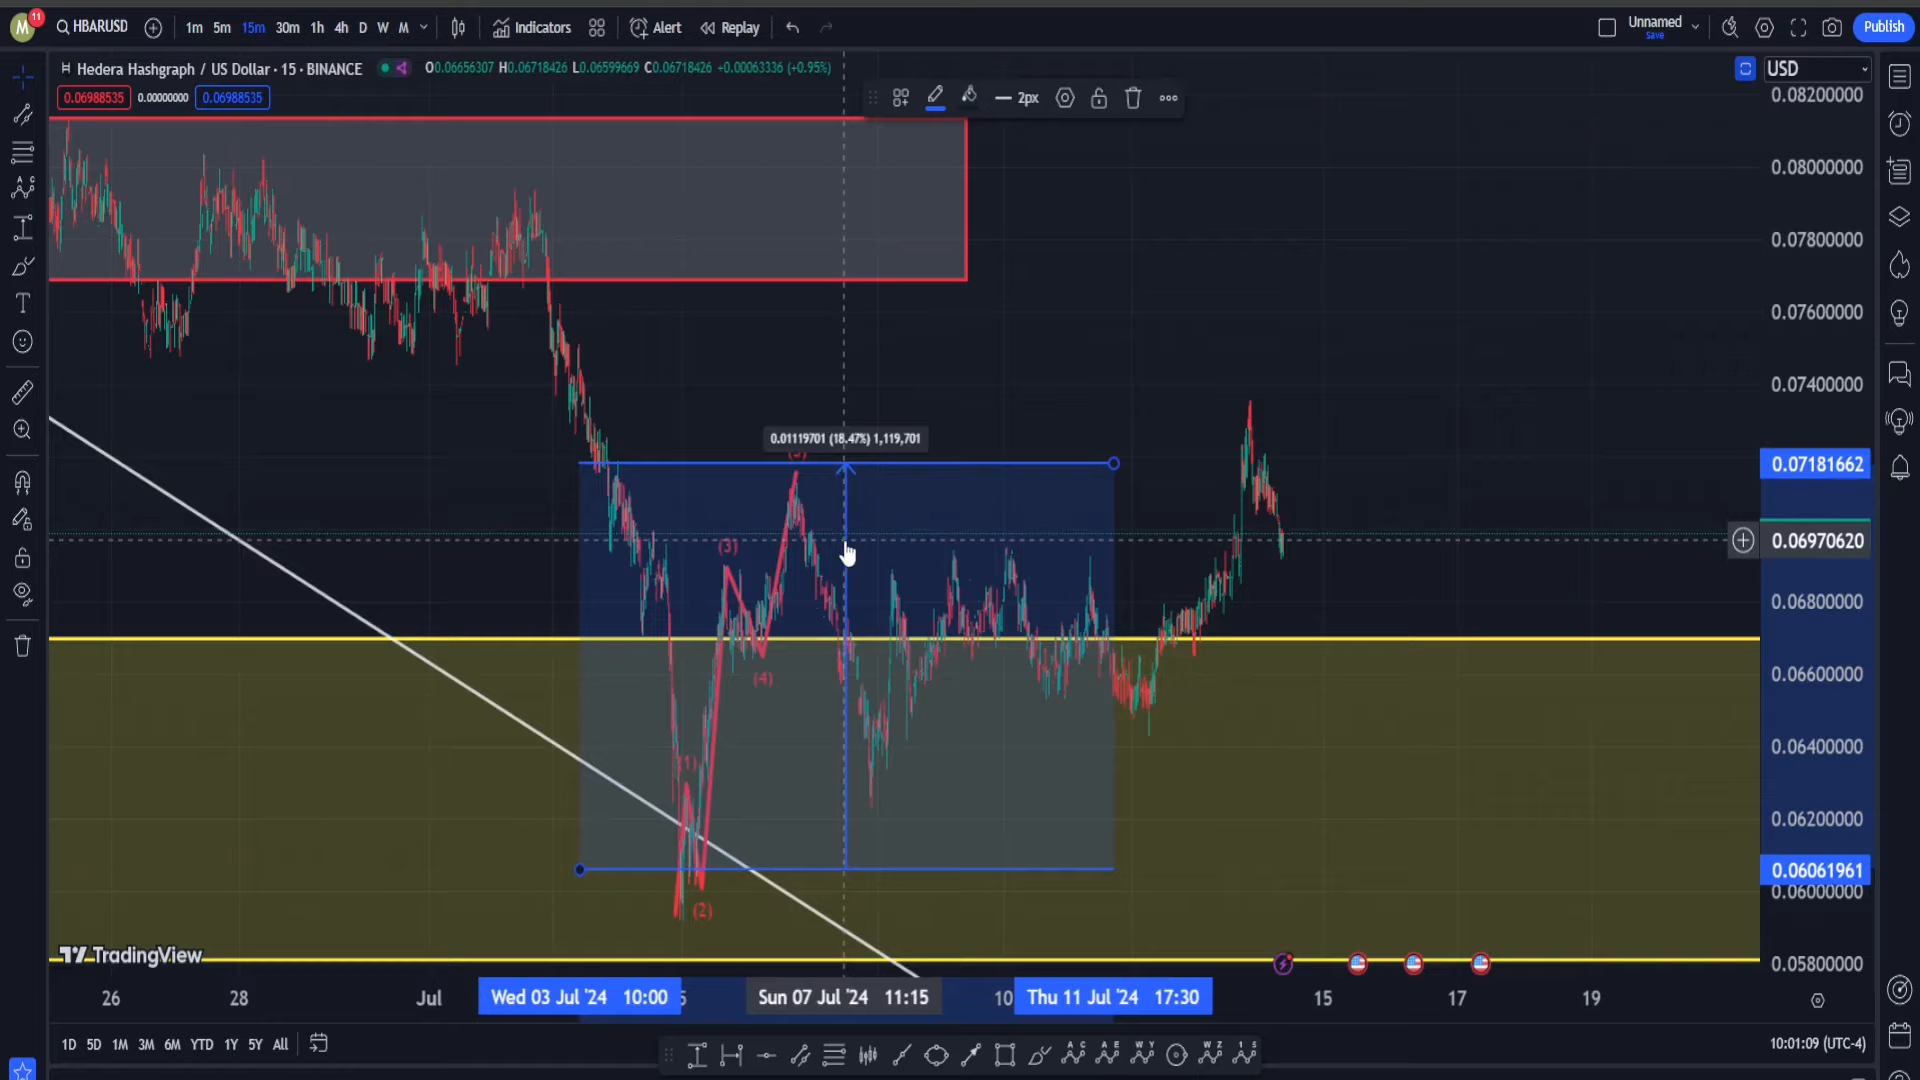 M 11 HBARUSD 1m 5m 15m 30m 1h 4h D W M Indicators Alert Replay Unnamed Save Publish
Hedera Hashgraph / US Dollar · 15 · BINANCE O0.06656307 H0.06718426 L0.06599669 C0.06718426 +0.00063336 (+0.95%) USD
0.06988535 0.00000000 0.06988535 2px
0.08200000
0.08000000
0.07800000
0.07600000
0.07400000
0.01119701 (18.47%) 1,119,701
(5)
0.07181662
(3)
0.06970620
0.06800000
0.06600000
(4)
0.06400000
(1)
0.06200000
0.06061961
0.06000000
(2)
TradingView
0.05800000
26 28 Jul Wed 03 Jul '24 10:00 5 Sun 07 Jul '24 11:15 10 Thu 11 Jul '24 17:30 15 17 19
1D 5D 1M 3M 6M YTD 1Y 5Y All 10:01:09 (UTC-4)